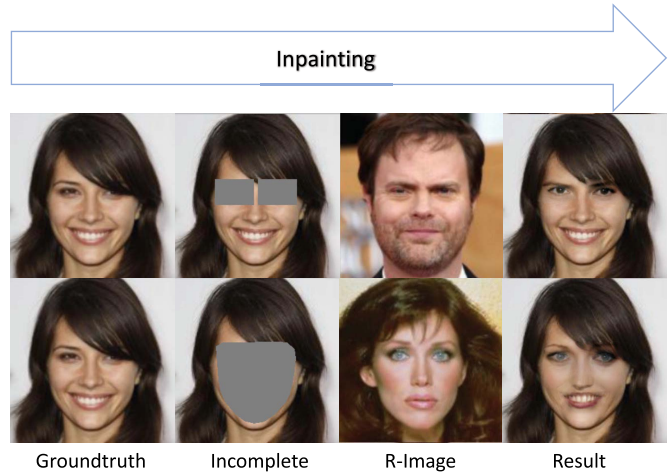 Inpainting
Groundtruth
Incomplete
R-Image
Result